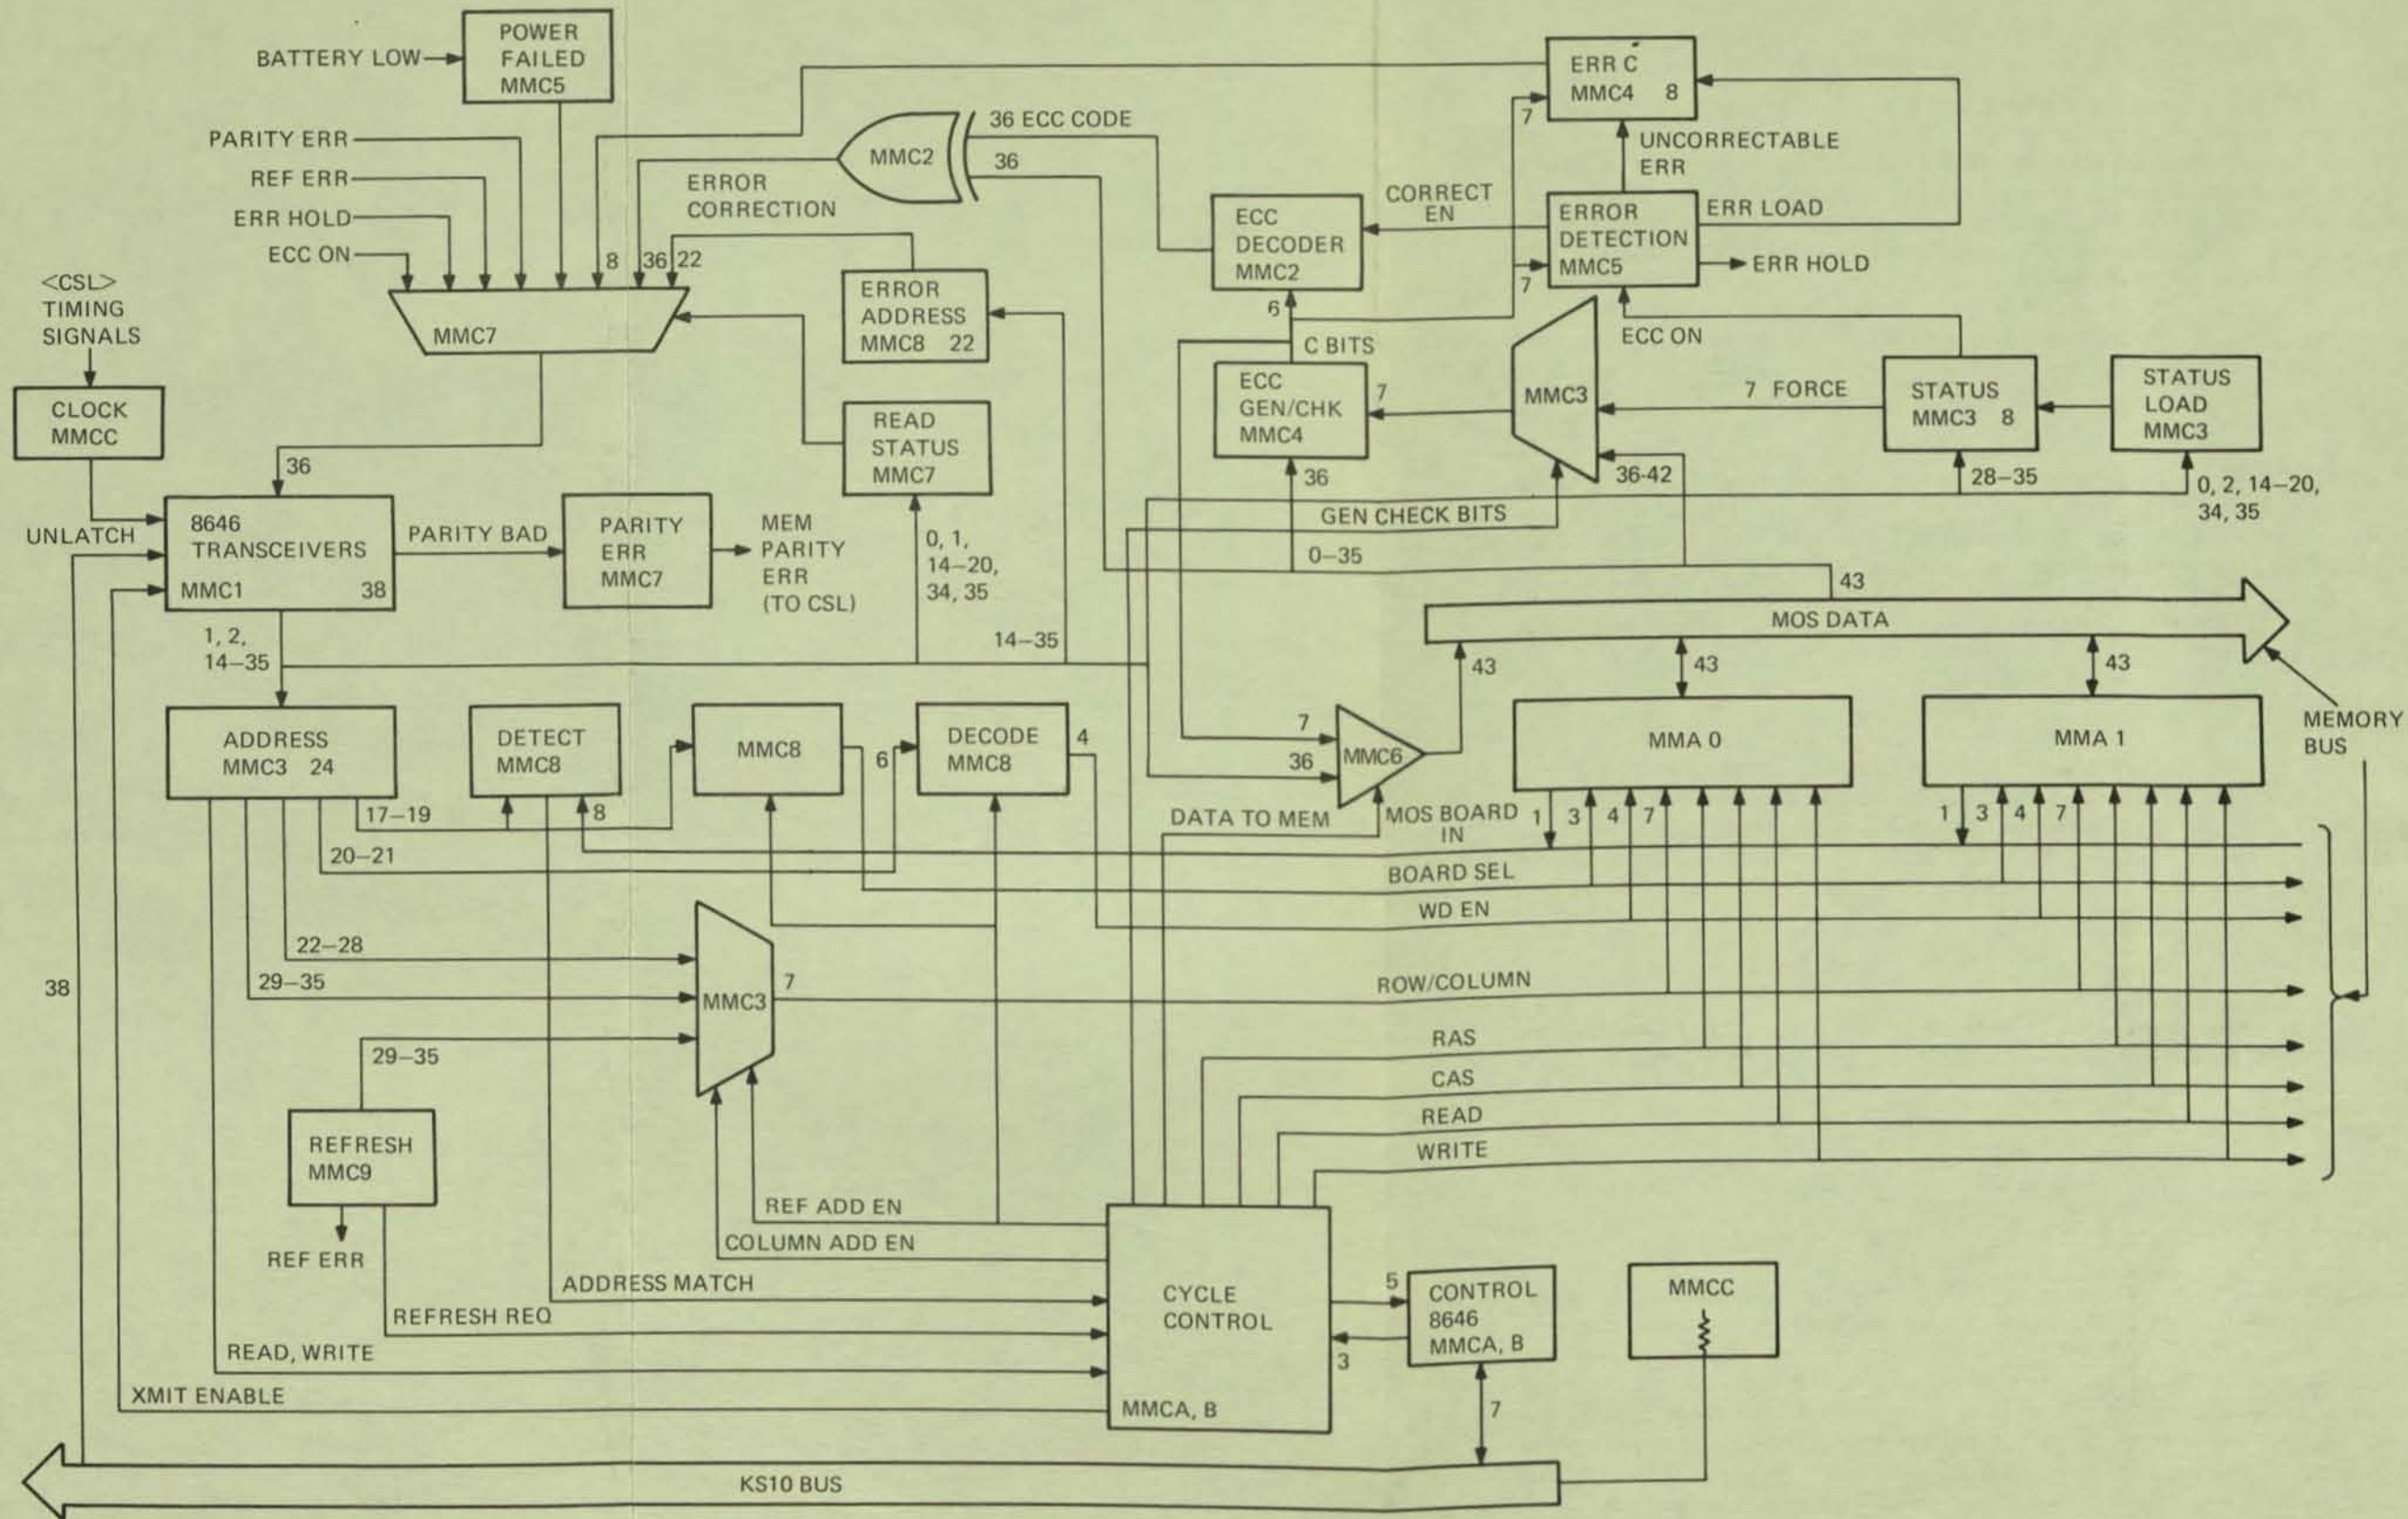 POWER
FAILED
MMC5
BATTERY LOW
PARITY ERR
REF ERR
ERR HOLD
ECC ON
8
36
22
MMC7
ERROR
CORRECTION
MMC2
36 ECC CODE
36
ERR C
MMC4 8
7
UNCORRECTABLE
ERR
ECC
DECODER
MMC2
CORRECT
EN
ERROR
DETECTION
MMC5
ERR LOAD
ERR HOLD
7
6
ECC ON
C BITS
<CSL>
TIMING
SIGNALS
CLOCK
MMCC
ERROR
ADDRESS
MMC8 22
READ
STATUS
MMC7
ECC
GEN/CHK
MMC4
7
MMC3
7 FORCE
STATUS
MMC3 8
STATUS
LOAD
MMC3
36
36
36-42
28–35
0, 2, 14–20,
34, 35
GEN CHECK BITS
0–35
UNLATCH
8646
TRANSCEIVERS
MMC1 38
PARITY BAD
PARITY
ERR
MMC7
MEM
PARITY
ERR
(TO CSL)
0, 1,
14–20,
34, 35
14–35
1, 2,
14–35
43
MOS DATA
43
43
43
MEMORY
BUS
ADDRESS
MMC3 24
DETECT
MMC8
MMC8
6
DECODE
MMC8
4
7
36
MMC6
MMA 0
MMA 1
17–19
8
20–21
DATA TO MEM
MOS BOARD
IN
1
3
4
7
1
3
4
7
BOARD SEL
WD EN
22–28
29–35
29–35
MMC3
7
ROW/COLUMN
38
RAS
CAS
READ
WRITE
REFRESH
MMC9
REF ERR
REF ADD EN
COLUMN ADD EN
ADDRESS MATCH
REFRESH REQ
READ, WRITE
XMIT ENABLE
CYCLE
CONTROL
MMCA, B
5
3
CONTROL
8646
MMCA, B
7
MMCC
KS10 BUS